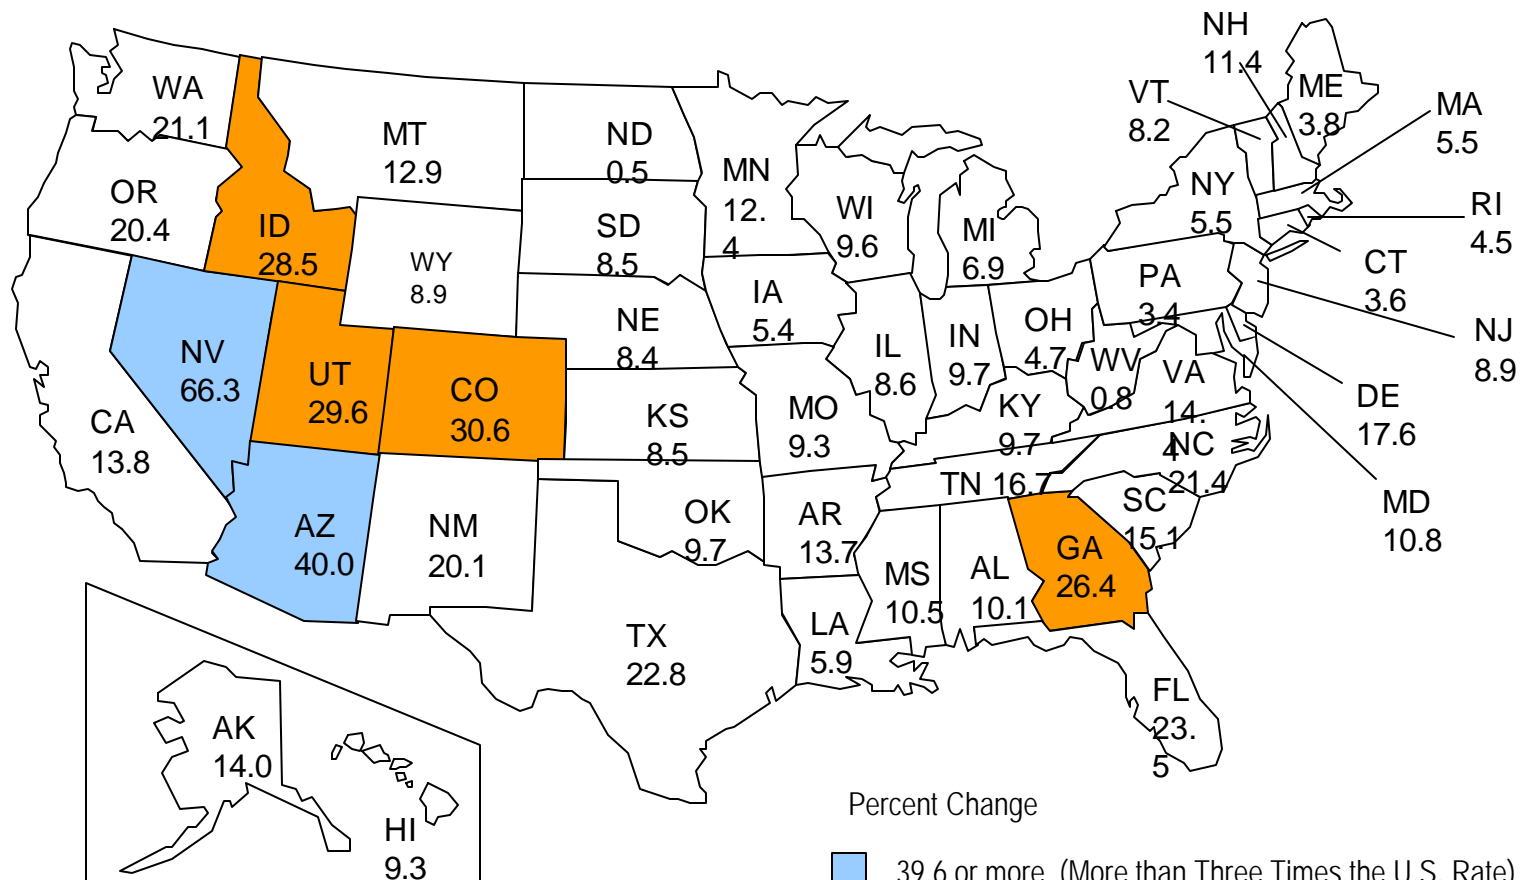 NH
11.4
VT
8.2
ME
3.8
MA
5.5
WA
21.1
MT
12.9
ND
0.5
MN
12.
4
OR
20.4
ID
28.5
WY
8.9
SD
8.5
WI
9.6
MI
6.9
NY
5.5
RI
4.5
CT
3.6
NJ
8.9
PA
3.4
IA
5.4
NE
8.4
OH
4.7
IN
9.7
IL
8.6
WV
0.8
VA
14.
4
DE
17.6
MD
10.8
NV
66.3
UT
29.6
CO
30.6
CA
13.8
KS
8.5
MO
9.3
KY
9.7
NC
21.4
TN 16.7
SC
15.1
AZ
40.0
NM
20.1
OK
9.7
AR
13.7
GA
26.4
MS
10.5
AL
10.1
TX
22.8
LA
5.9
FL
23.
5
AK
14.0
HI
9.3
Percent Change
39.6 or more (More than Three Times the U.S. Rate)